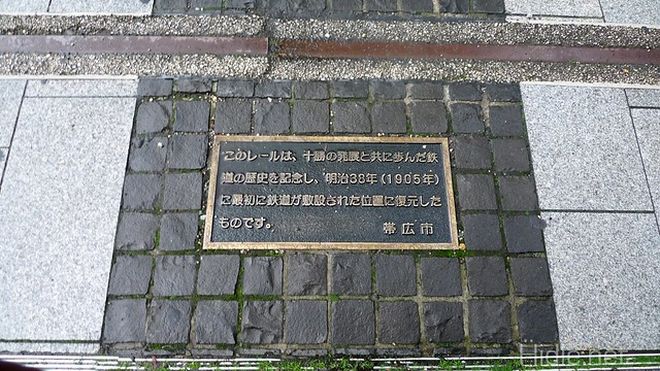 このレールは、十勝の発展と共に歩んだ鉄
道の歴史を記念し、明治38年(1905年)
に最初に鉄道が敷設された位置に復元した
ものです。 帯広市
Hidic.net